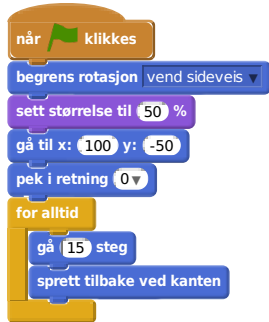 når klikkes
begrens rotasjon vend sideveis
sett størrelse til 50 %
gå til x: 100 y: -50
pek i retning 0
for alltid
gå 15 steg
sprett tilbake ved kanten